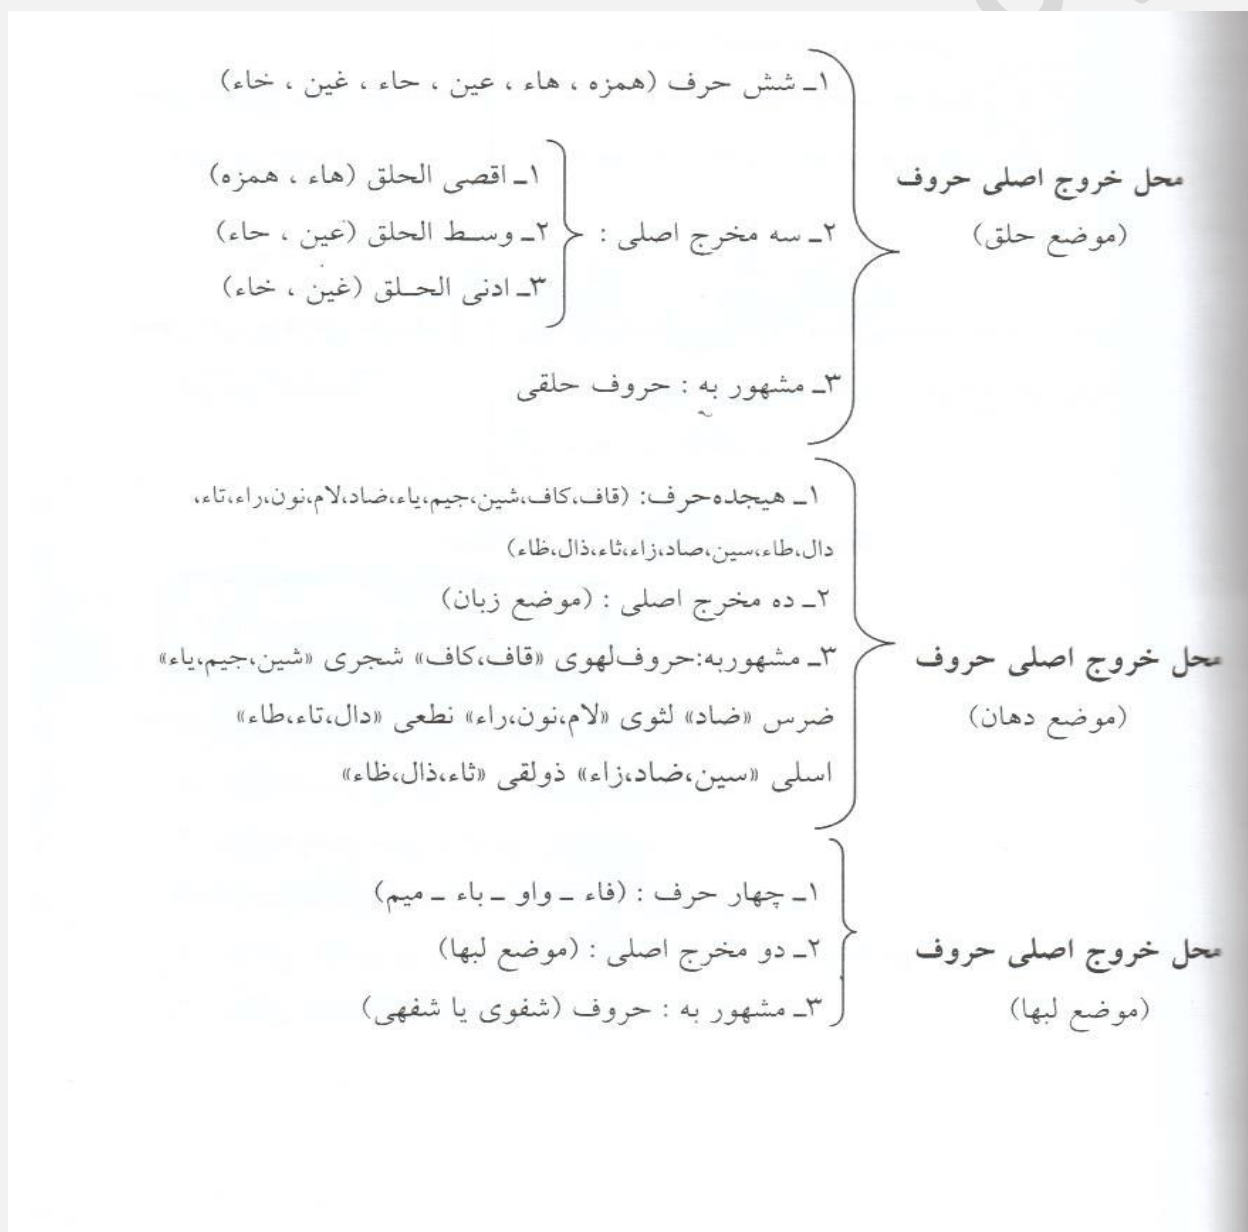 ۱ـ شش حرف (همزه ، هاء ، عین ، حاء ، غین ، خاء)
محل خروج اصلی حروف
(موضع حلق)
۲ـ سه مخرج اصلی :
۱ـ اقصی الحلق (هاء ، همزه)
۲ـ وسط الحلق (عین ، حاء)
۳ـ ادنی الحلق (غین ، خاء)
۳ـ مشهور به : حروف حلقی
محل خروج اصلی حروف
(موضع دهان)
۱ـ هیجده‌حرف: (قاف،کاف،شین،جیم،یاء،ضاد،لام،نون،راء،تاء،
دال،طاء،سین،صاد،زاء،ثاء،ذال،ظاء)
۲ـ ده مخرج اصلی : (موضع زبان)
۳ـ مشهوربه:حروف‌لهوی «قاف،کاف» شجری «شین،جیم،یاء»
ضرس «ضاد» لثوی «لام،نون،راء» نطعی «دال،تاء،طاء»
اسلی «سین،ضاد،زاء» ذولقی «ثاء،ذال،ظاء»
محل خروج اصلی حروف
(موضع لبها)
۱ـ چهار حرف : (فاء ـ واو ـ باء ـ میم)
۲ـ دو مخرج اصلی : (موضع لبها)
۳ـ مشهور به : حروف (شفوی یا شفهی)